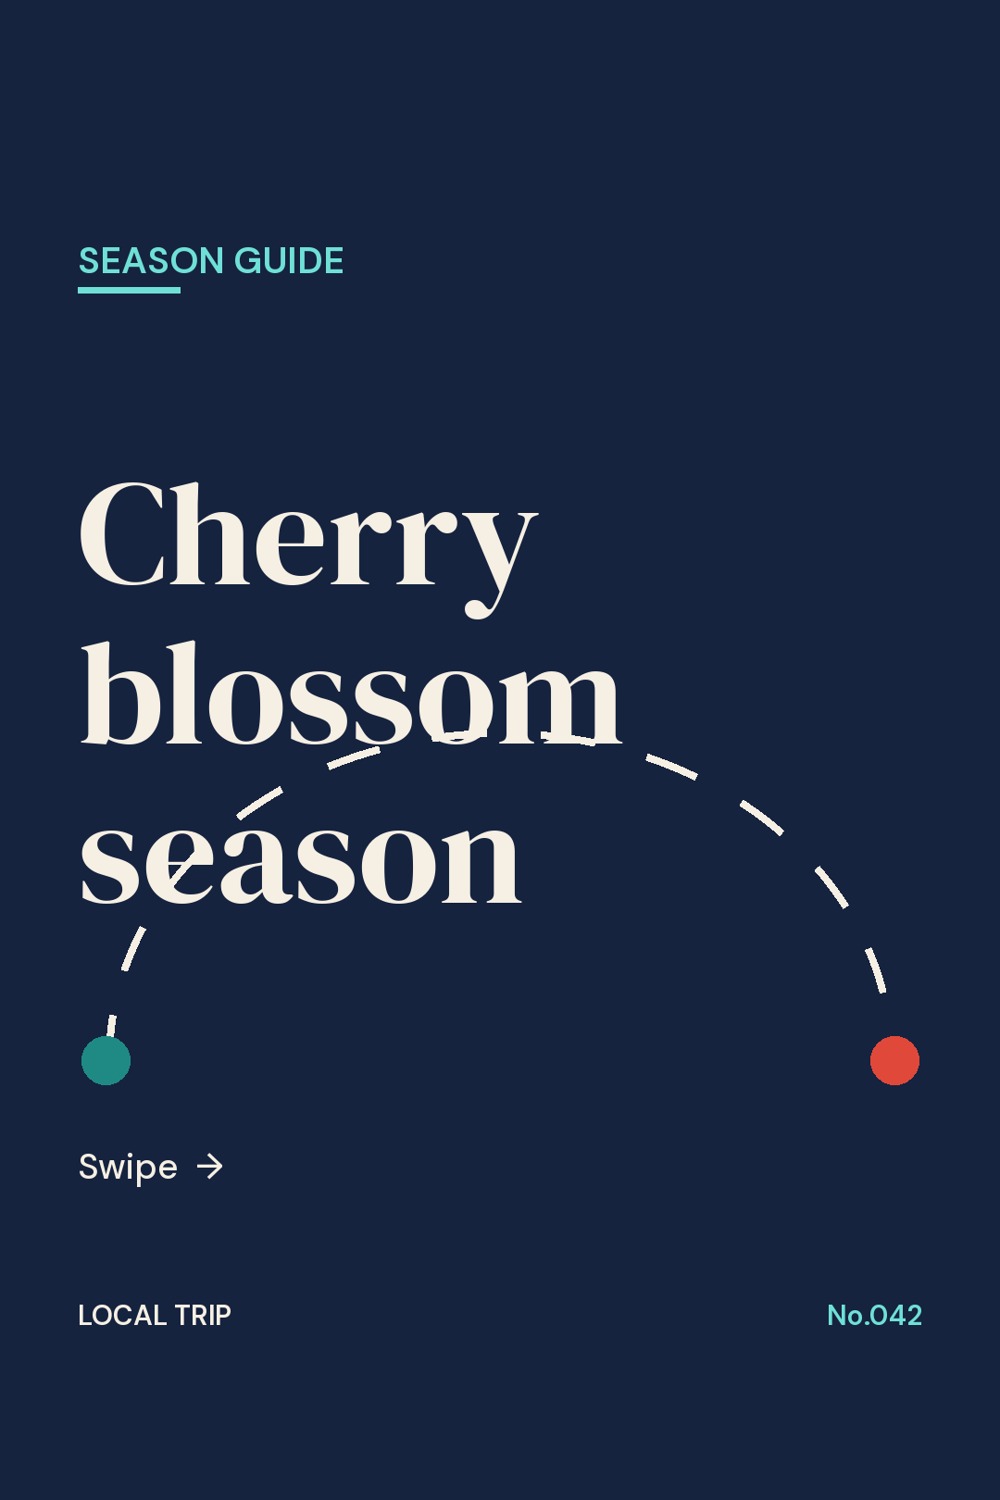 SEASON GUIDE
Cherry
blossom
season
Swipe →
LOCAL TRIP
No.042